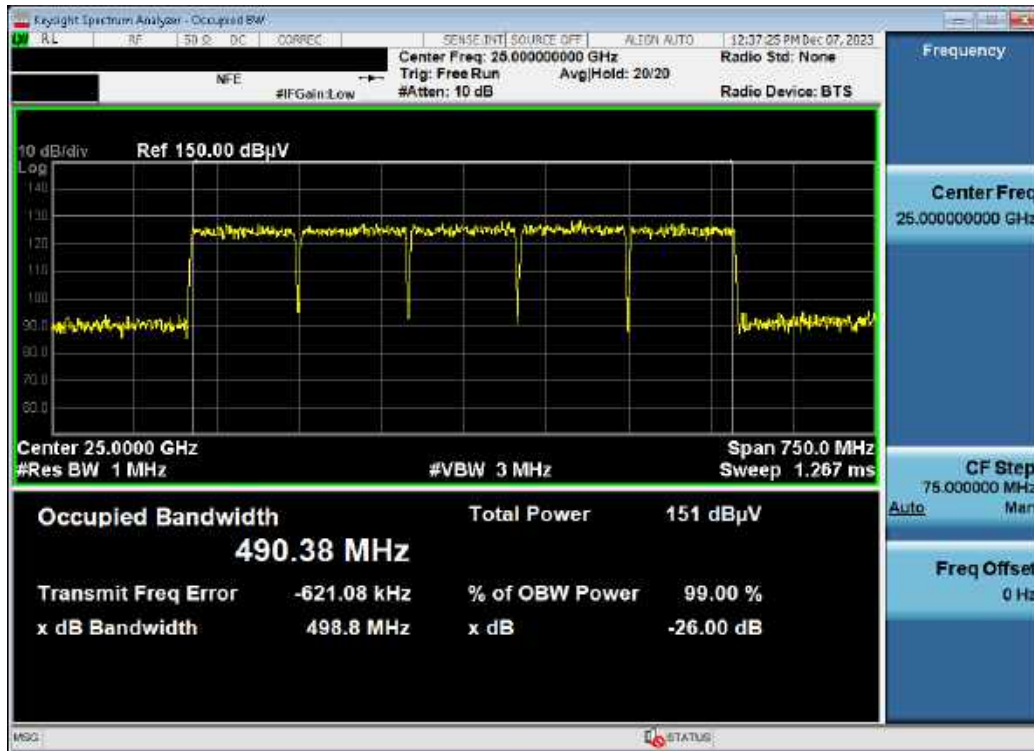 Keysight Spectrum Analyzer - Occupied BW
RL RF 50 Ω DC CORREC SENSE:INT SOURCE OFF ALIGN AUTO 12:37:25 PM Dec 07, 2023
Center Freq: 25.000000000 GHz Radio Std: None
NFE Trig: Free Run Avg|Hold: 20/20
#IFGain:Low #Atten: 10 dB Radio Device: BTS
Frequency
10 dB/div Ref 150.00 dBµV
Log
140
130
120
110
100
90.0
80.0
70.0
60.0
Center 25.0000 GHz Span 750.0 MHz
#Res BW 1 MHz #VBW 3 MHz Sweep 1.267 ms
Occupied Bandwidth Total Power 151 dBµV
490.38 MHz
Transmit Freq Error -621.08 kHz % of OBW Power 99.00 %
x dB Bandwidth 498.8 MHz x dB -26.00 dB
Center Freq
25.000000000 GHz
CF Step
75.000000 MHz
Auto Man
Freq Offset
0 Hz
MSG STATUS